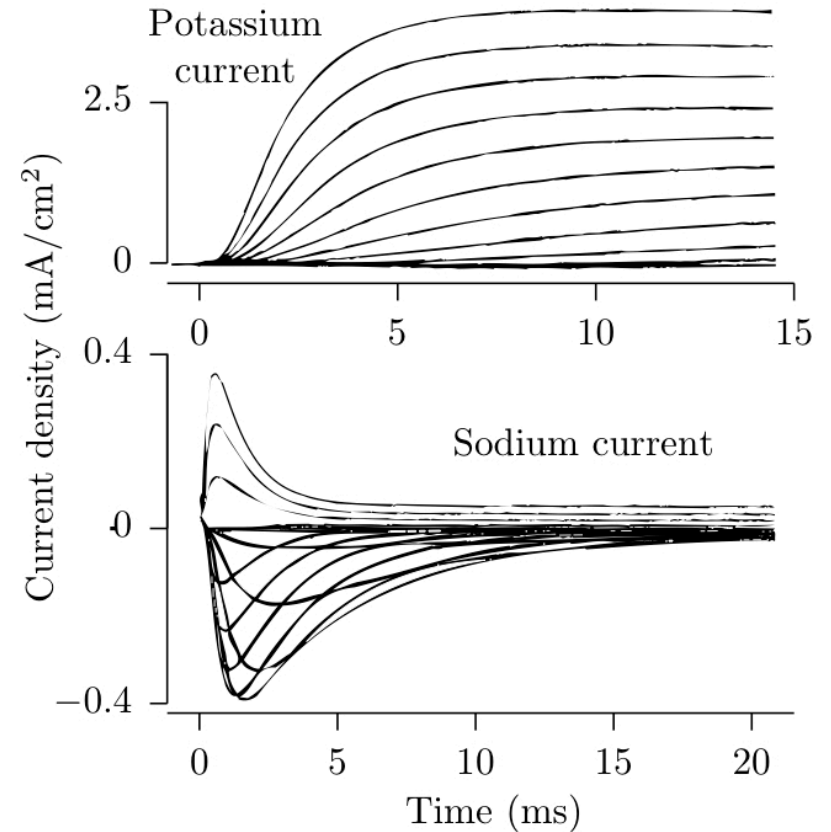 Potassium
current
2.5
0
0 5 10 15
Current density (mA/cm²)
0.4
Sodium current
0
−0.4
0 5 10 15 20
Time (ms)